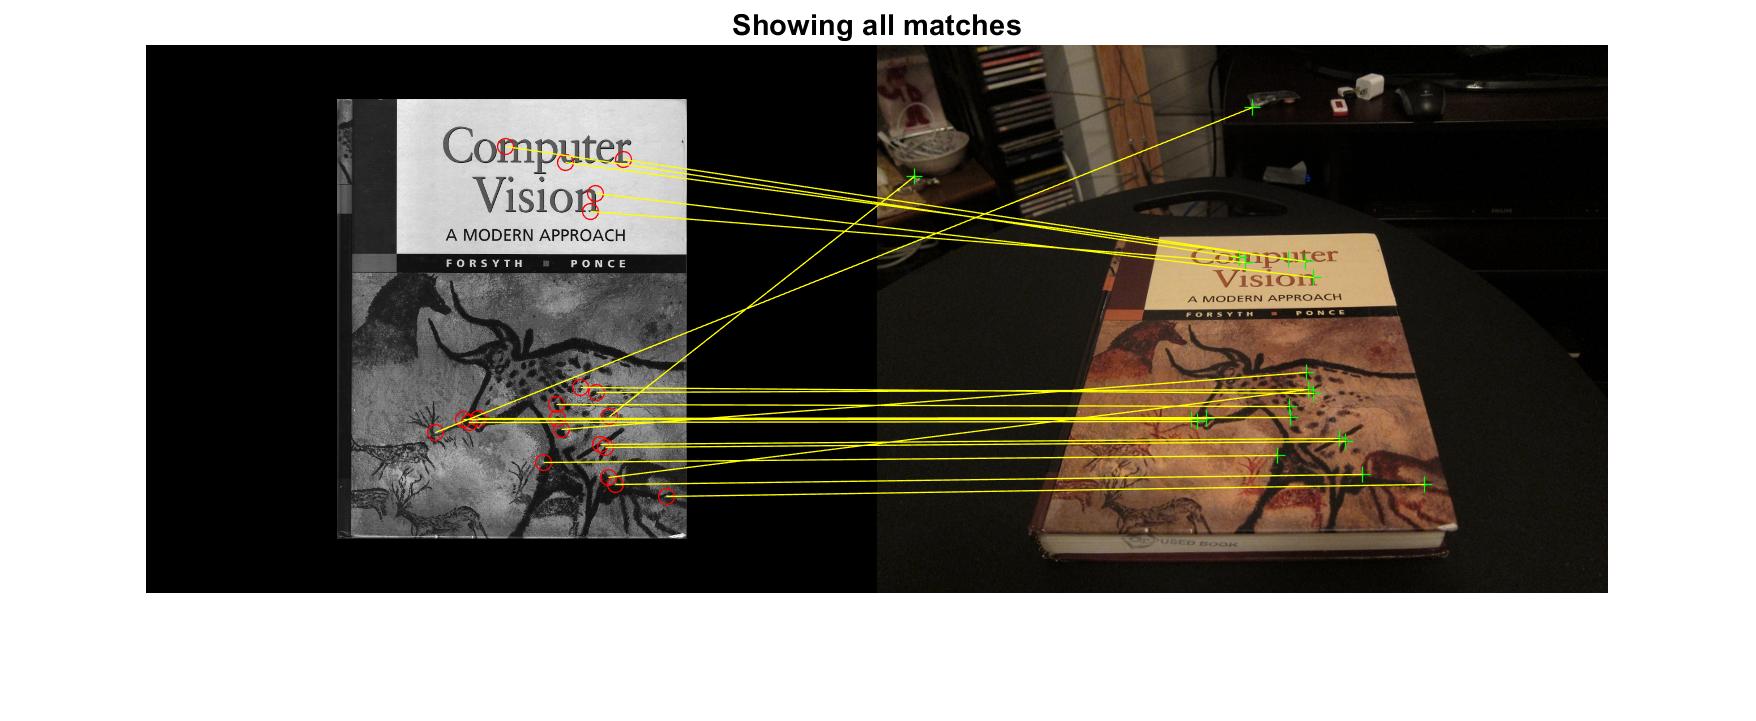 Showing all matches
Computer
Vision
A MODERN APPROACH
FORSYTH ■ PONCE
Computer
Vision
A MODERN APPROACH
FORSYTH ■ PONCE
USED BOOK